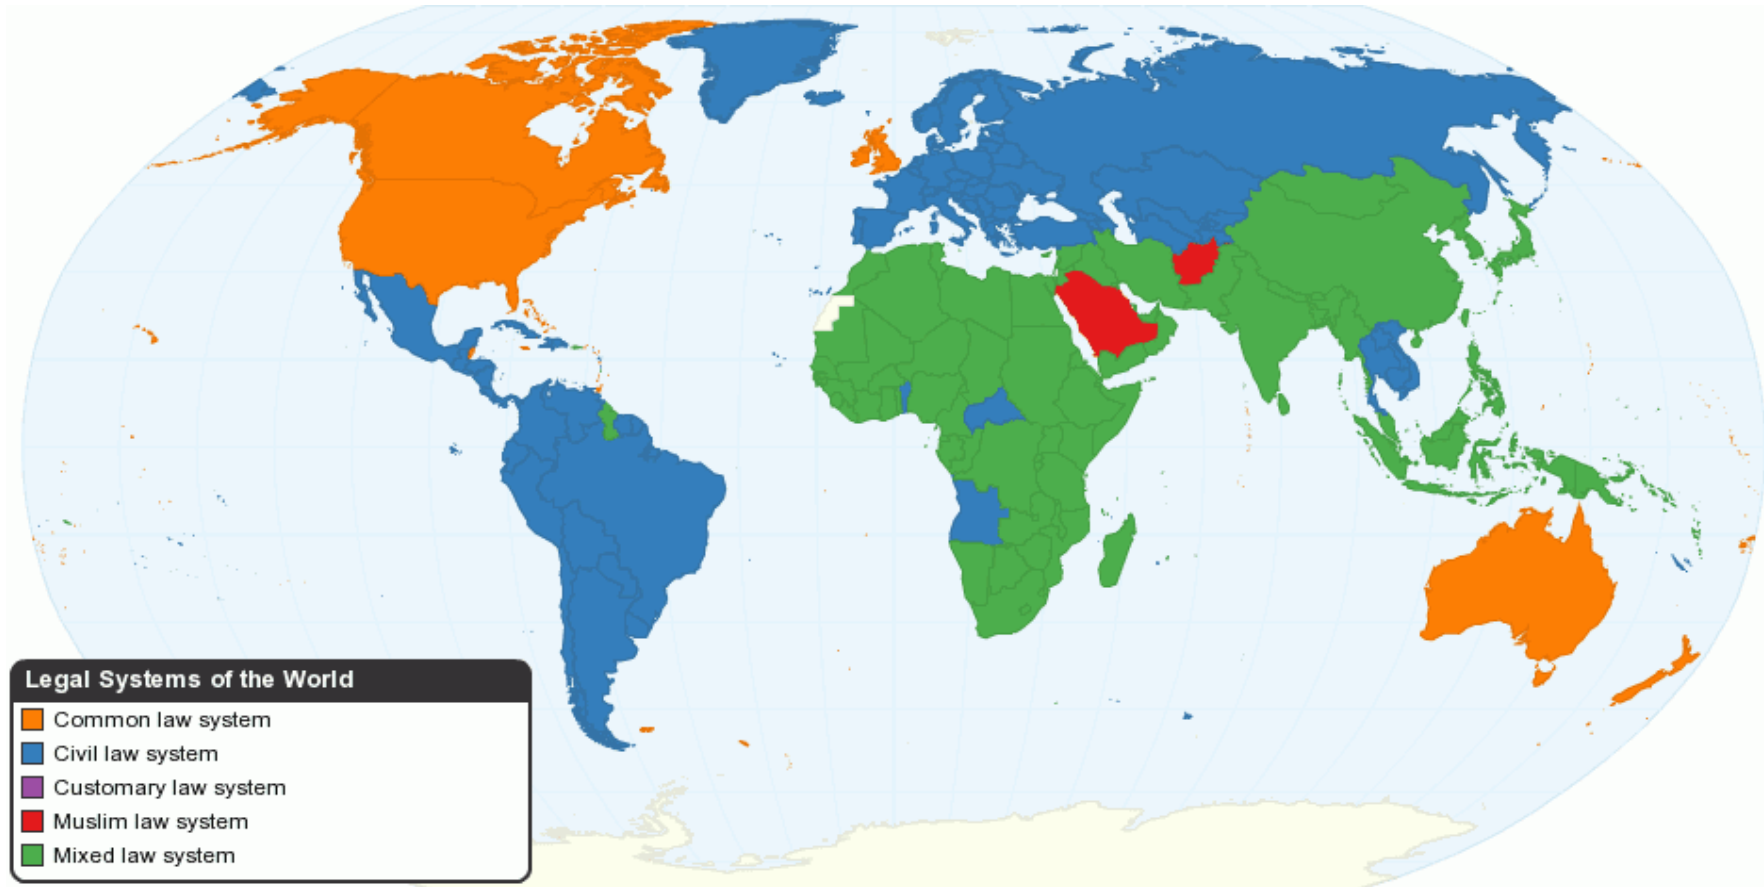 Legal Systems of the World
Common law system
Civil law system
Customary law system
Muslim law system
Mixed law system